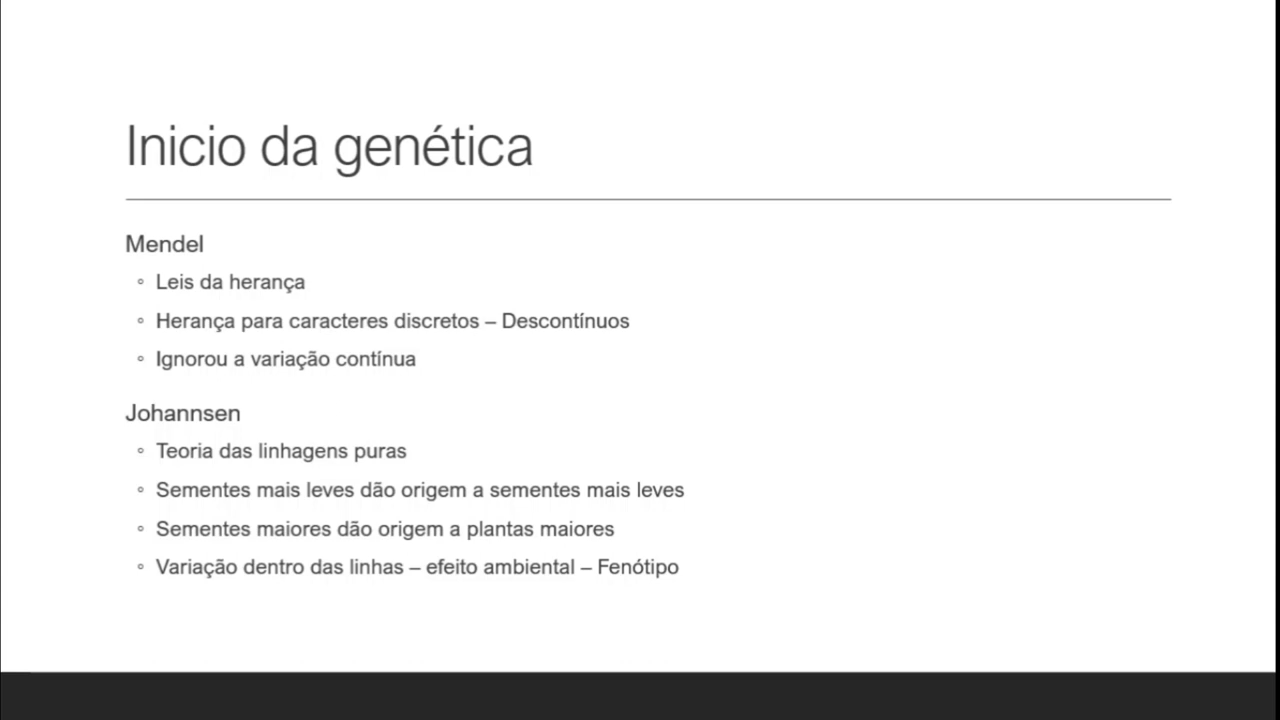 Inicio da genética
Mendel
◦ Leis da herança
◦ Herança para caracteres discretos – Descontínuos
◦ Ignorou a variação contínua
Johannsen
◦ Teoria das linhagens puras
◦ Sementes mais leves dão origem a sementes mais leves
◦ Sementes maiores dão origem a plantas maiores
◦ Variação dentro das linhas – efeito ambiental – Fenótipo